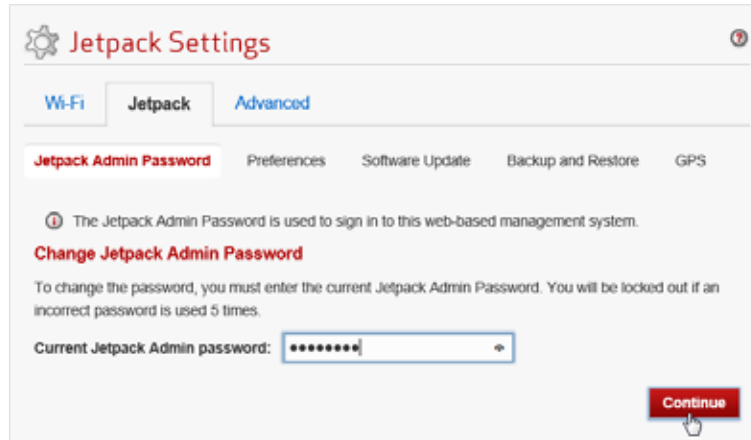 Jetpack Settings
Wi-Fi Jetpack Advanced
Jetpack Admin Password Preferences Software Update Backup and Restore GPS
The Jetpack Admin Password is used to sign in to this web-based management system.
Change Jetpack Admin Password
To change the password, you must enter the current Jetpack Admin Password. You will be locked out if an
incorrect password is used 5 times.
Current Jetpack Admin password: ••••••••
Continue